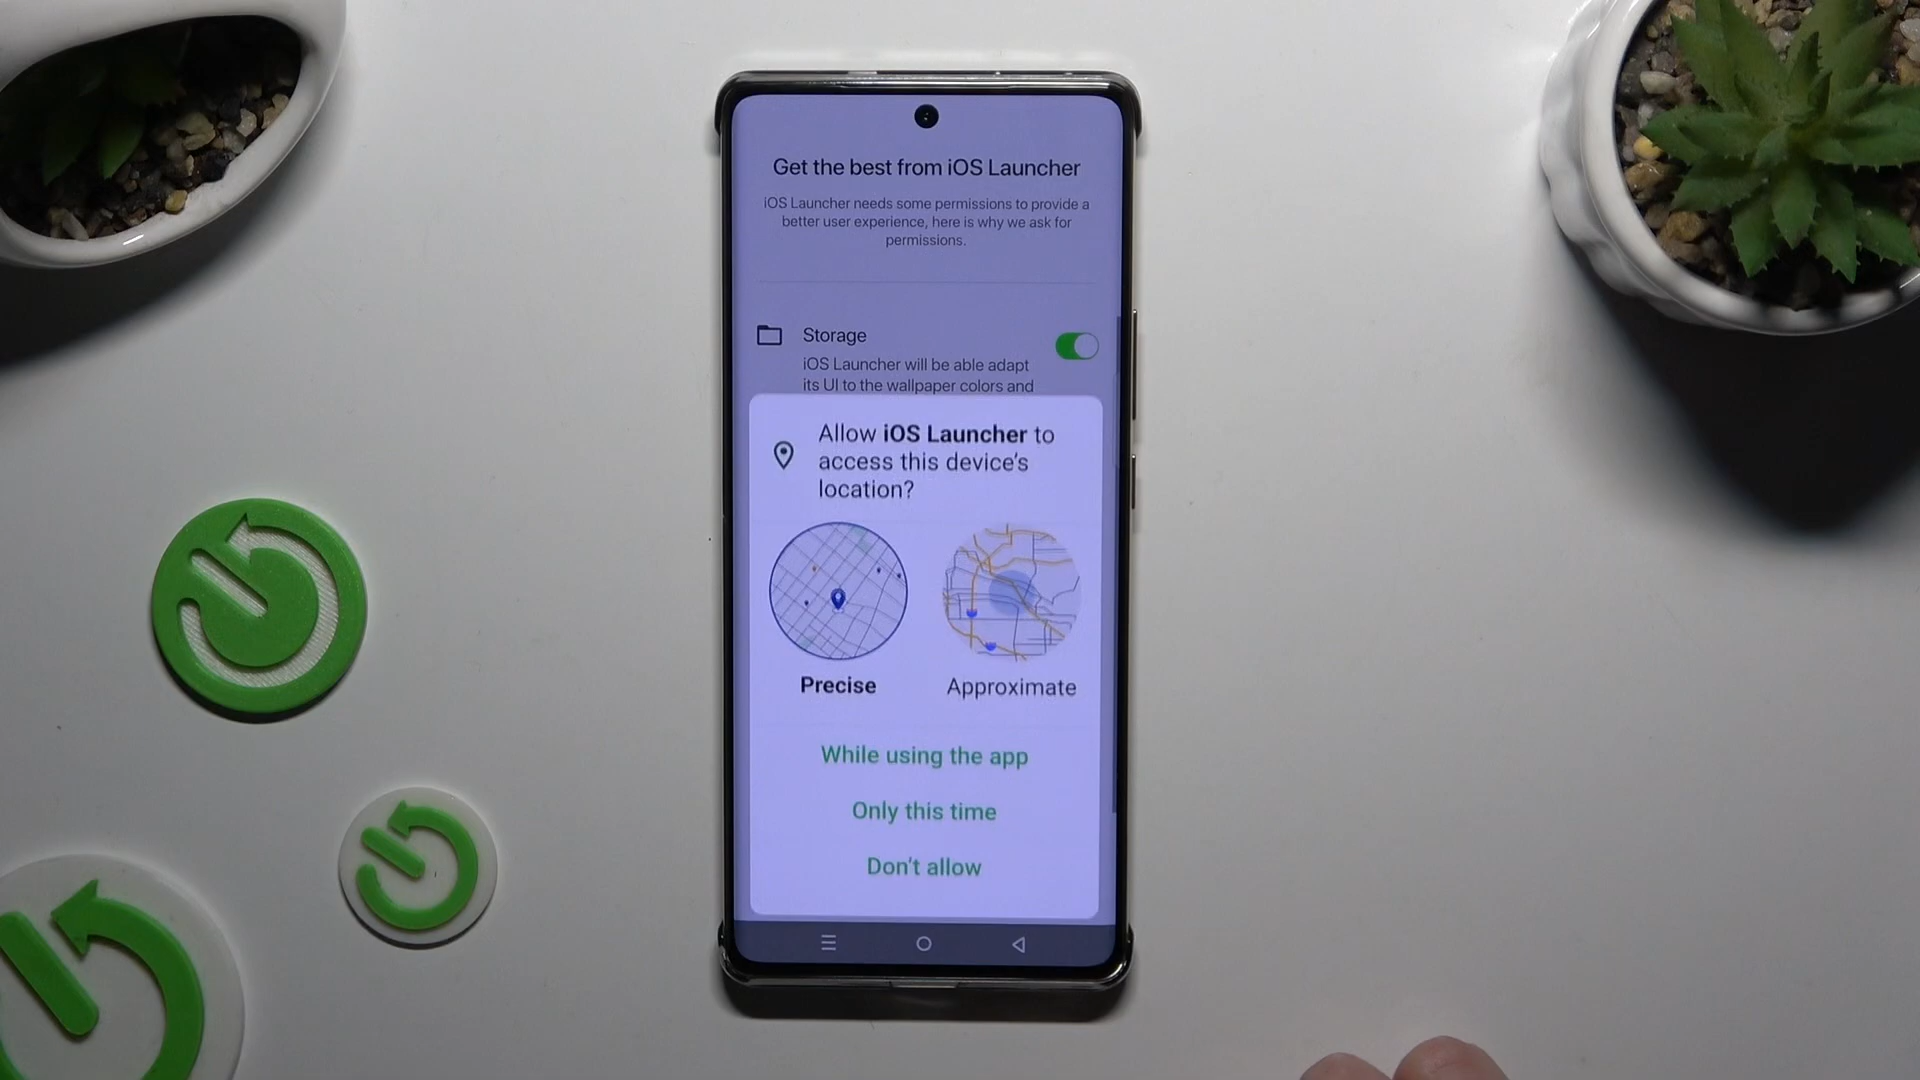 Get the best from iOS Launcher
iOS Launcher needs some permissions to provide a
better user experience, here is why we ask for
permissions.
Storage
iOS Launcher will be able adapt
its UI to the wallpaper colors and
Allow iOS Launcher to
access this device's
location?
Precise
Approximate
While using the app
Only this time
Don't allow